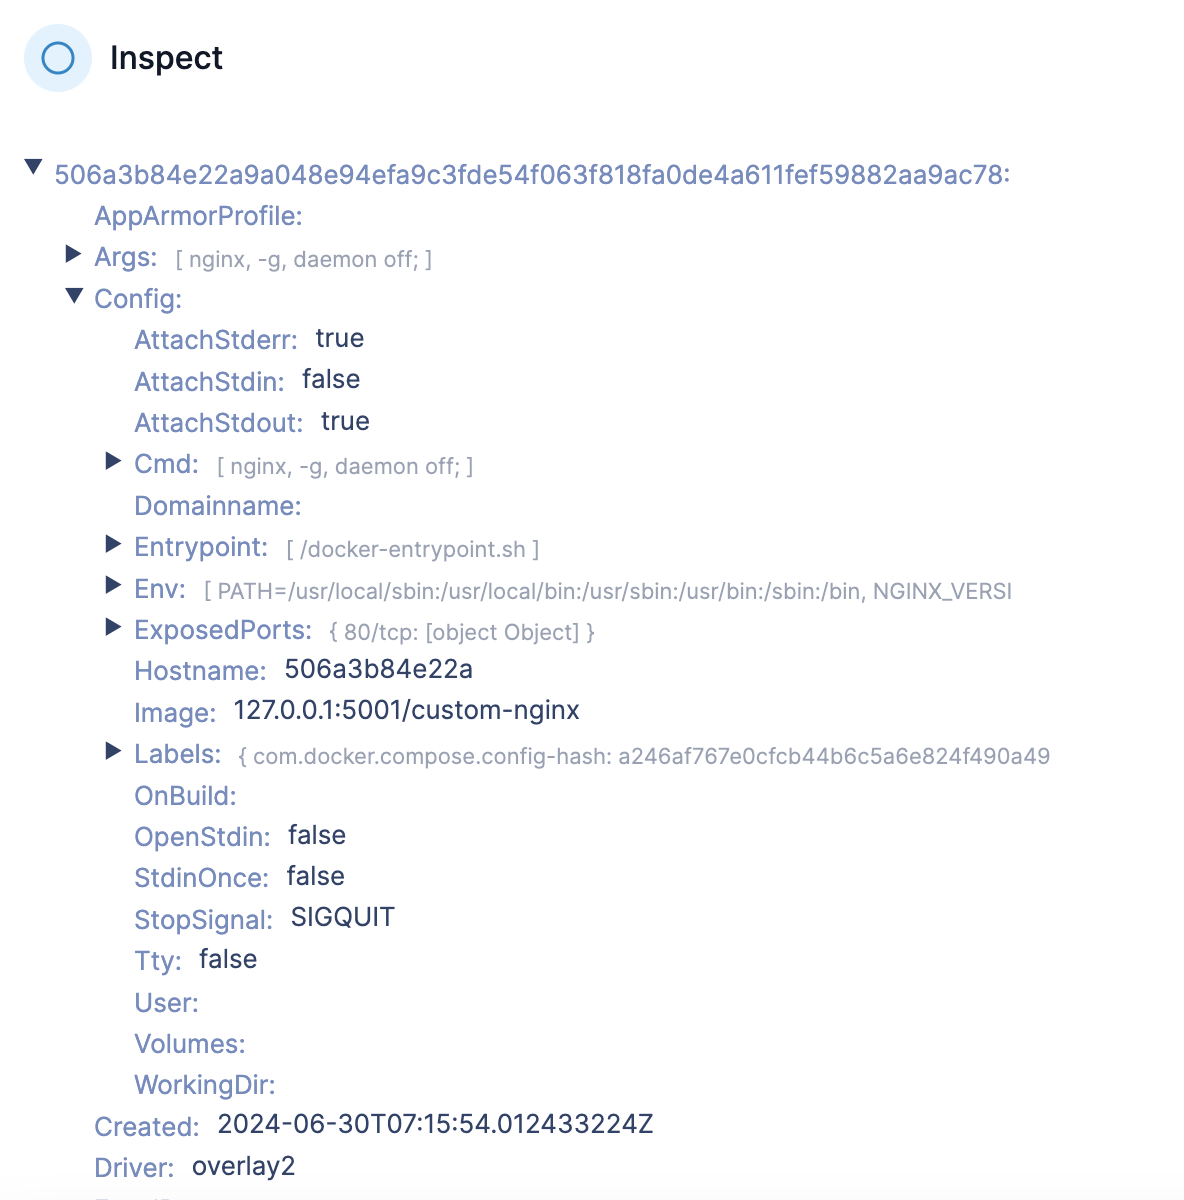 Inspect
506a3b84e22a9a048e94efa9c3fde54f063f818fa0de4a611fef59882aa9ac78:
AppArmorProfile:
Args: [ nginx, -g, daemon off; ]
Config:
AttachStderr: true
AttachStdin: false
AttachStdout: true
Cmd: [ nginx, -g, daemon off; ]
Domainname:
Entrypoint: [ /docker-entrypoint.sh ]
Env: [ PATH=/usr/local/sbin:/usr/local/bin:/usr/sbin:/usr/bin:/sbin:/bin, NGINX_VERSI
ExposedPorts: { 80/tcp: [object Object] }
Hostname: 506a3b84e22a
Image: 127.0.0.1:5001/custom-nginx
Labels: { com.docker.compose.config-hash: a246af767e0cfcb44b6c5a6e824f490a49
OnBuild:
OpenStdin: false
StdinOnce: false
StopSignal: SIGQUIT
Tty: false
User:
Volumes:
WorkingDir:
Created: 2024-06-30T07:15:54.012433224Z
Driver: overlay2